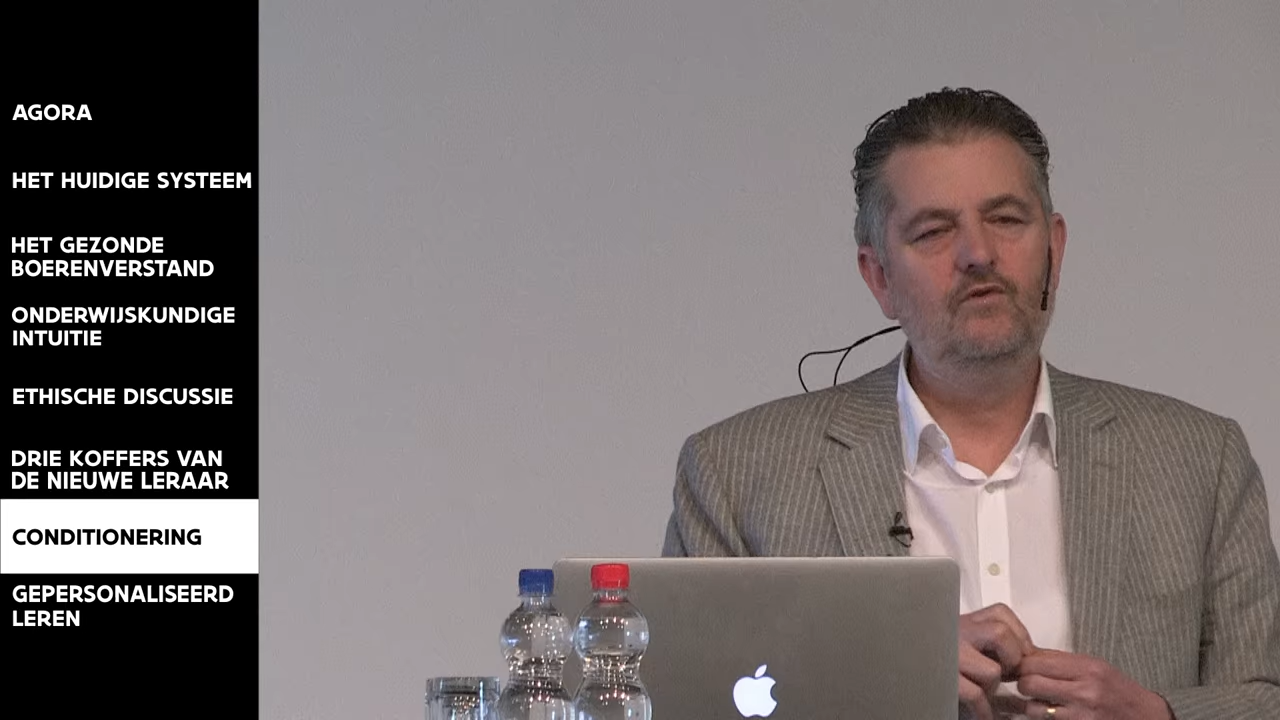 AGORA
HET HUIDIGE SYSTEEM
HET GEZONDE
BOERENVERSTAND
ONDERWIJSKUNDIGE
INTUITIE
ETHISCHE DISCUSSIE
DRIE KOFFERS VAN
DE NIEUWE LERAAR
CONDITIONERING
GEPERSONALISEERD
LEREN